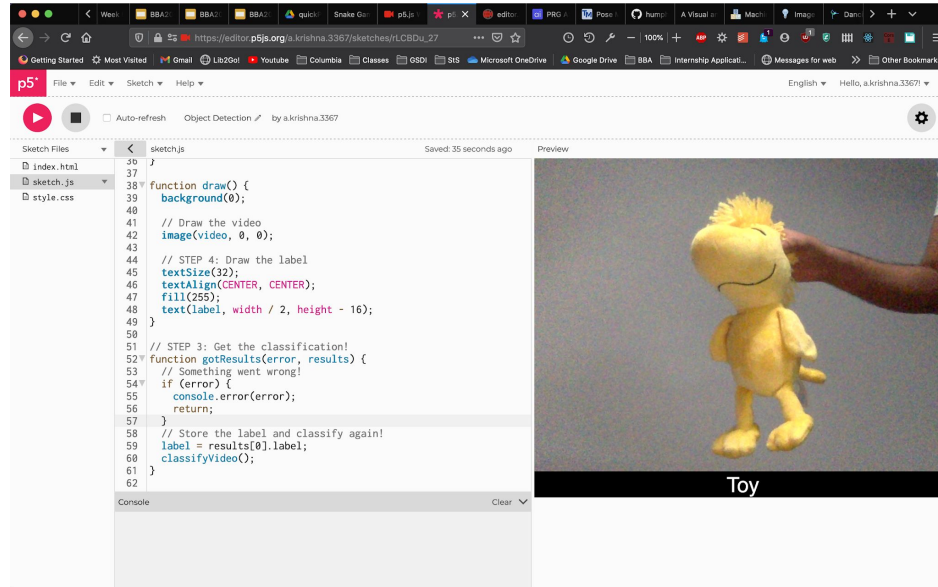 Week
BBA2
BBA20
BBA2
quickl
Snake Gam
p5.js
p5
editor.
PRG A
Pose N
humpl
A Visual a
Machi
Image
Danc
https://editor.p5js.org/a.krishna.3367/sketches/rLCBDu_27
100%
ABP
Getting Started
Most Visited
Gmail
Lib2Go!
Youtube
Columbia
Classes
GSDI
StS
Microsoft OneDrive
Google Drive
BBA
Internship Applicati...
Messages for web
Other Bookmark
p5*
File
Edit
Sketch
Help
English
Hello, a.krishna.3367!
Auto-refresh
Object Detection
by a.krishna.3367
Sketch Files
sketch.js
Saved: 35 seconds ago
Preview
index.html
sketch.js
style.css
36 }
37
38 function draw() {
39 background(0);
40
41 // Draw the video
42 image(video, 0, 0);
43
44 // STEP 4: Draw the label
45 textSize(32);
46 textAlign(CENTER, CENTER);
47 fill(255);
48 text(label, width / 2, height - 16);
49 }
50
51 // STEP 3: Get the classification!
52 function gotResults(error, results) {
53 // Something went wrong!
54 if (error) {
55 console.error(error);
56 return;
57 }
58 // Store the label and classify again!
59 label = results[0].label;
60 classifyVideo();
61 }
62
Toy
Console
Clear